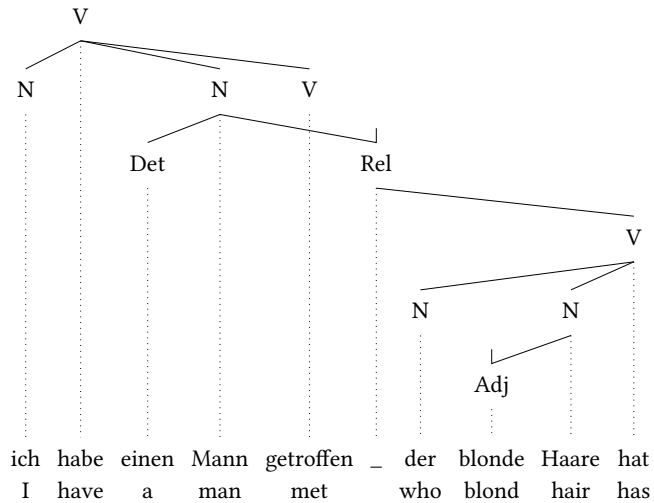 V
N N V
Det Rel
V
N N
Adj
ich habe einen Mann getroffen _ der blonde Haare hat
I have a man met who blond hair has